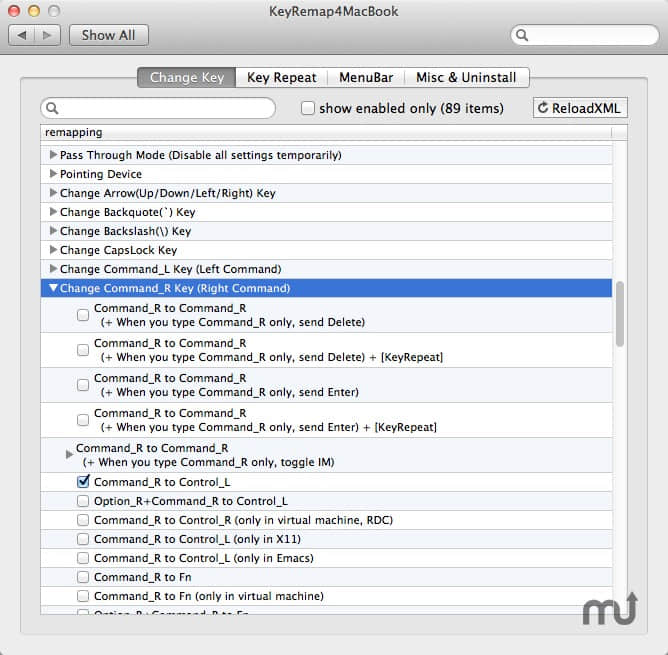 KeyRemap4MacBook
Show All
Change Key Key Repeat MenuBar Misc & Uninstall
show enabled only (89 items) ReloadXML
remapping
Pass Through Mode (Disable all settings temporarily)
Pointing Device
Change Arrow(Up/Down/Left/Right) Key
Change Backquote(`) Key
Change Backslash(\) Key
Change CapsLock Key
Change Command_L Key (Left Command)
Change Command_R Key (Right Command)
Command_R to Command_R
(+ When you type Command_R only, send Delete)
Command_R to Command_R
(+ When you type Command_R only, send Delete) + [KeyRepeat]
Command_R to Command_R
(+ When you type Command_R only, send Enter)
Command_R to Command_R
(+ When you type Command_R only, send Enter) + [KeyRepeat]
Command_R to Command_R
(+ When you type Command_R only, toggle IM)
Command_R to Control_L
Option_R+Command_R to Control_L
Command_R to Control_R (only in virtual machine, RDC)
Command_R to Control_L (only in X11)
Command_R to Control_L (only in Emacs)
Command_R to Fn
Command_R to Fn (only in virtual machine)
Option_R+Command_R to Fn